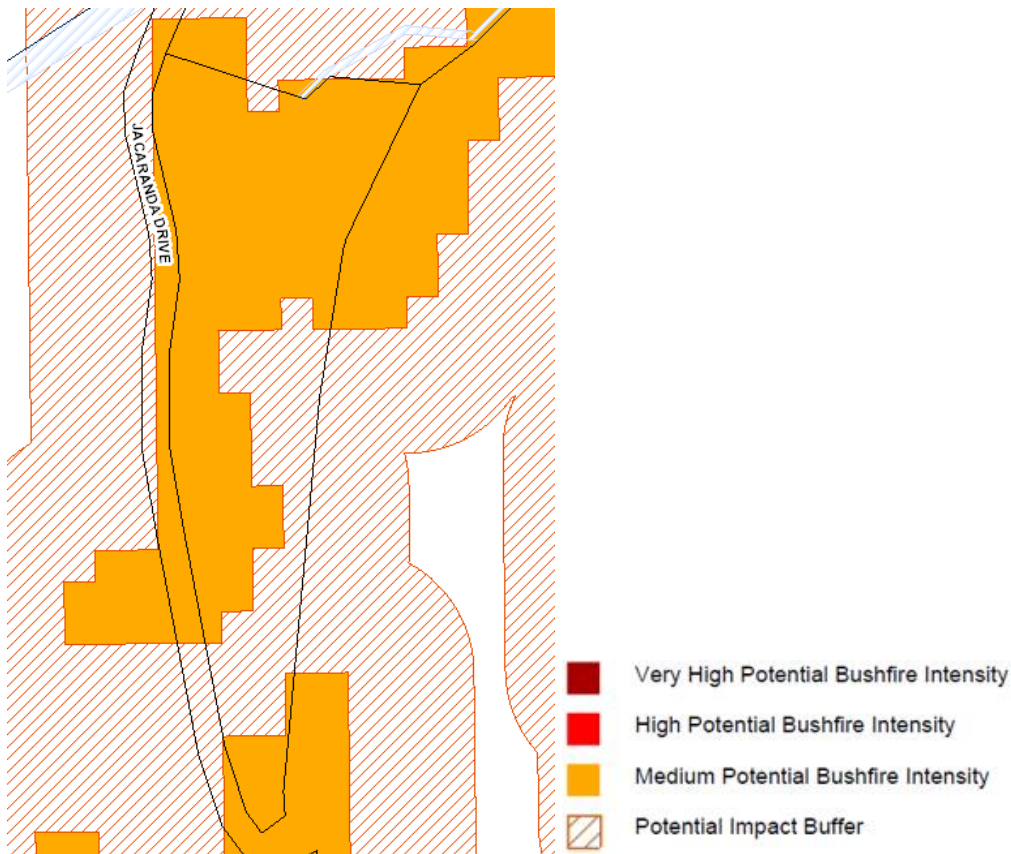 JACARANDA DRIVE
Very High Potential Bushfire Intensity
High Potential Bushfire Intensity
Medium Potential Bushfire Intensity
Potential Impact Buffer